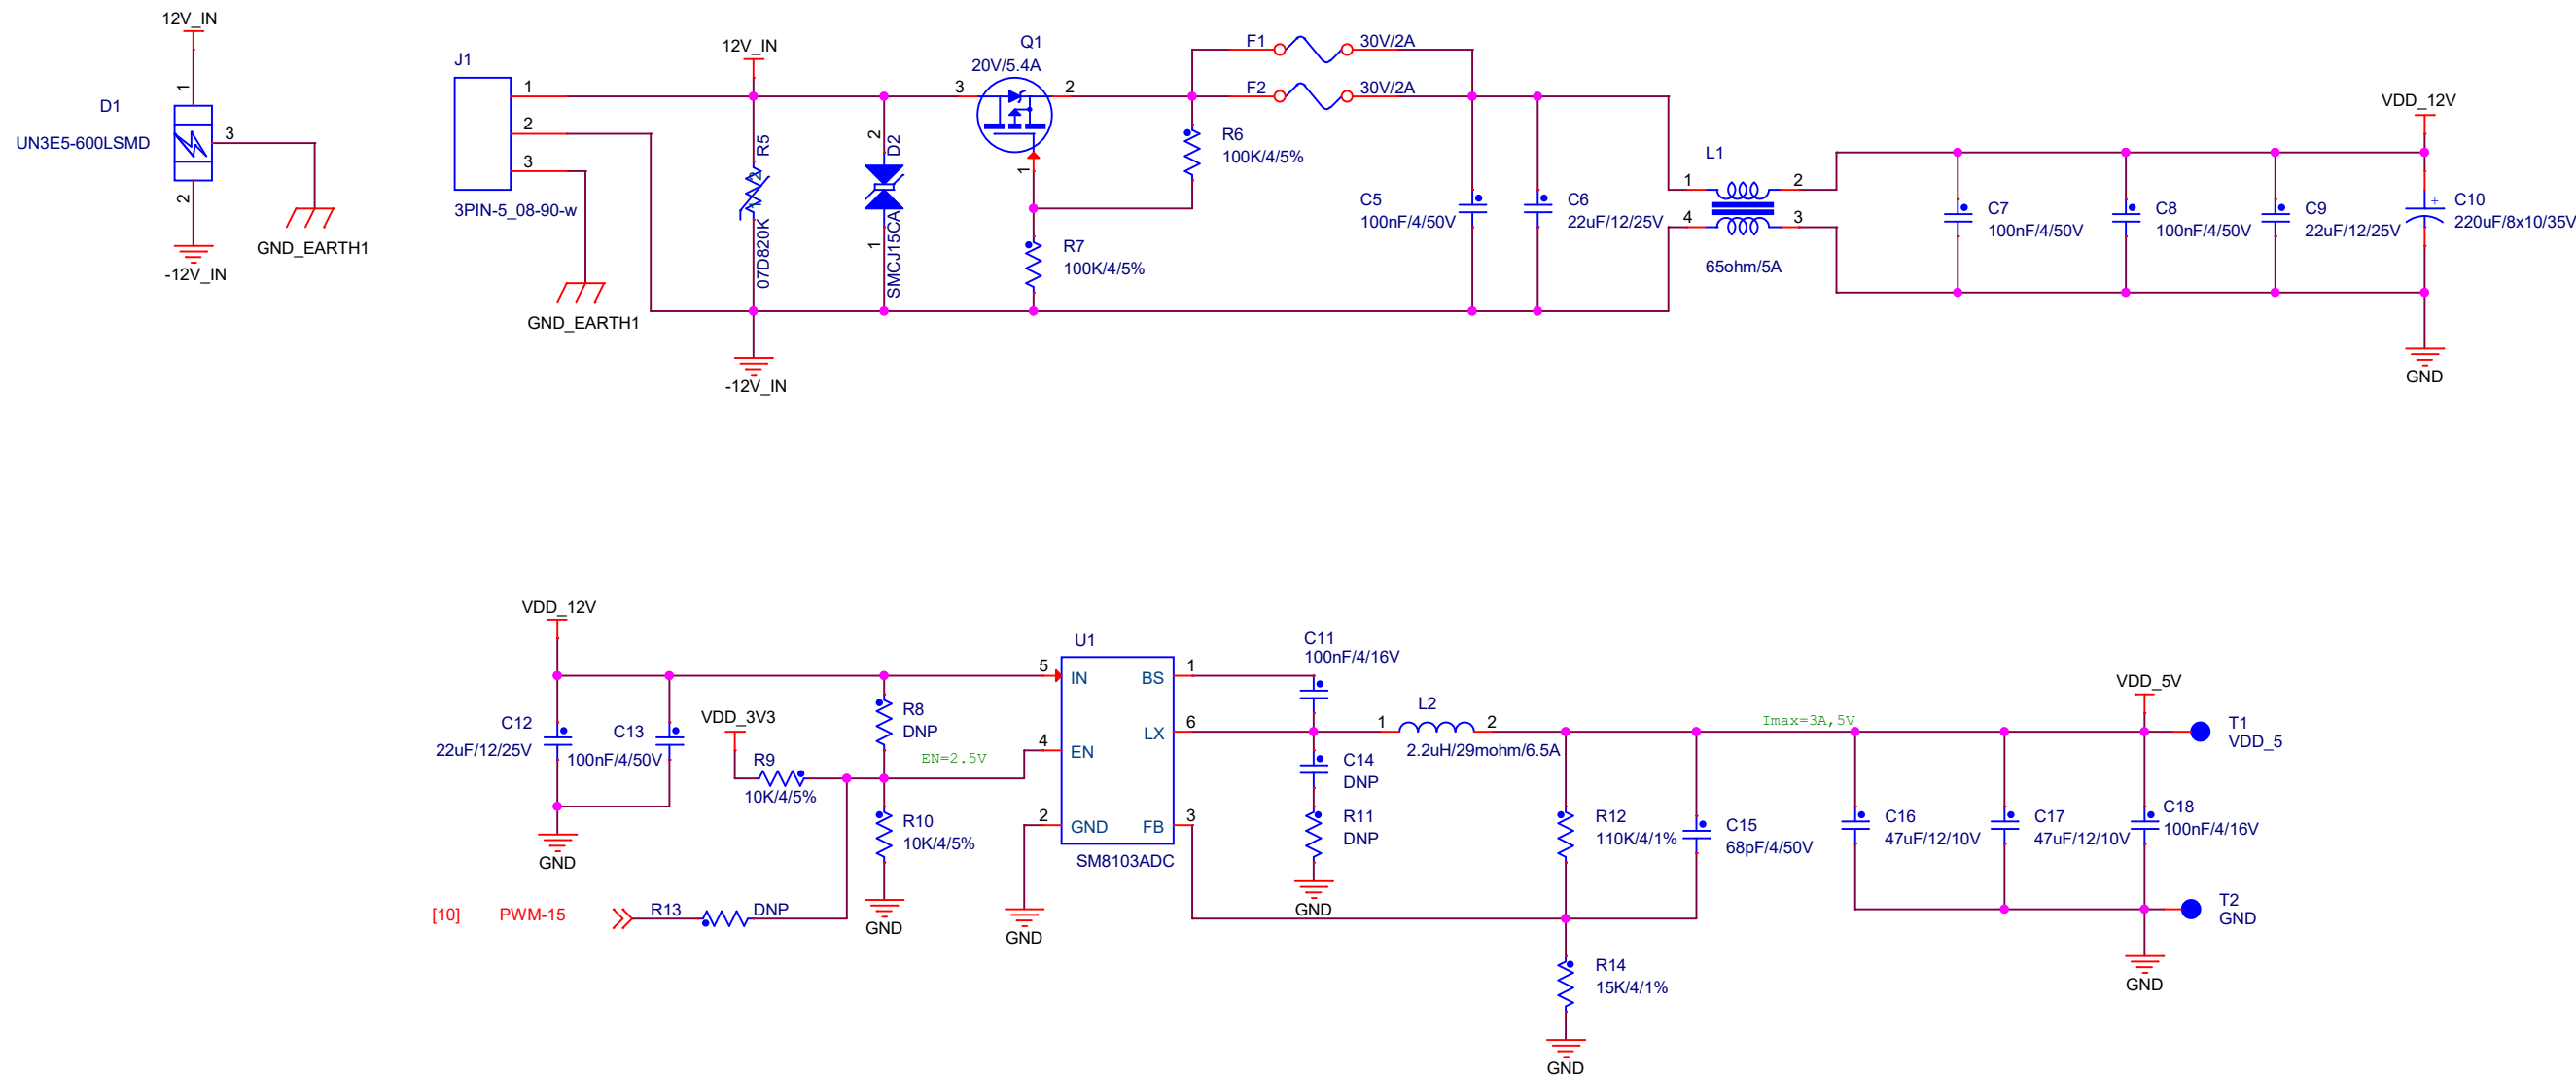 12V_IN
1
D1
UN3E5-600LSMD
3
2
GND_EARTH1
-12V_IN
J1
1
2
3
3PIN-5_08-90-w
GND_EARTH1
12V_IN
R5
2
1
07D820K
-12V_IN
2
D2
1
SMCJ15CA
Q1
20V/5.4A
3
2
1
R7
100K/4/5%
R6
100K/4/5%
F1
30V/2A
F2
30V/2A
C5
100nF/4/50V
C6
22uF/12/25V
L1
1
2
4
3
65ohm/5A
C7
100nF/4/50V
C8
100nF/4/50V
C9
22uF/12/25V
VDD_12V
+
C10
220uF/8x10/35V
GND
VDD_12V
C12
22uF/12/25V
C13
100nF/4/50V
GND
VDD_3V3
R9
10K/4/5%
R8
DNP
EN=2.5V
R10
10K/4/5%
GND
[10]
PWM-15
R13
DNP
U1
5
IN
BS
1
LX
6
4
EN
2
GND
FB
3
SM8103ADC
GND
C11
100nF/4/16V
C14
DNP
R11
DNP
GND
L2
1
2
2.2uH/29mohm/6.5A
R12
110K/4/1%
C15
68pF/4/50V
R14
15K/4/1%
GND
Imax=3A,5V
C16
47uF/12/10V
C17
47uF/12/10V
C18
100nF/4/16V
VDD_5V
T1
VDD_5
T2
GND
GND